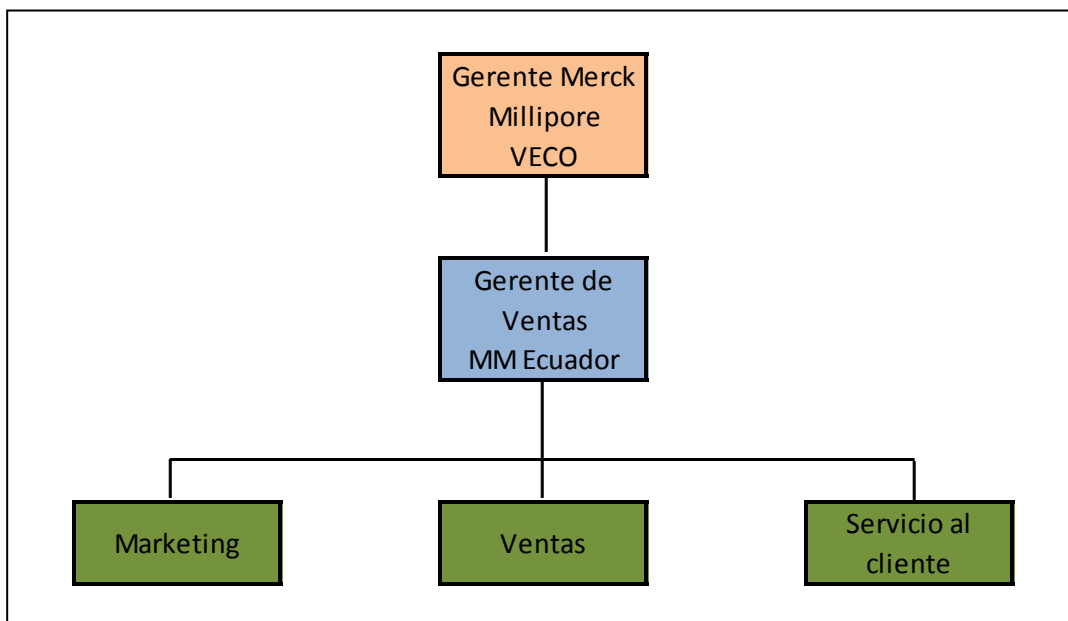 Gerente Merck
Millipore
VECO
Gerente de
Ventas
MM Ecuador
Marketing
Ventas
Servicio al
cliente